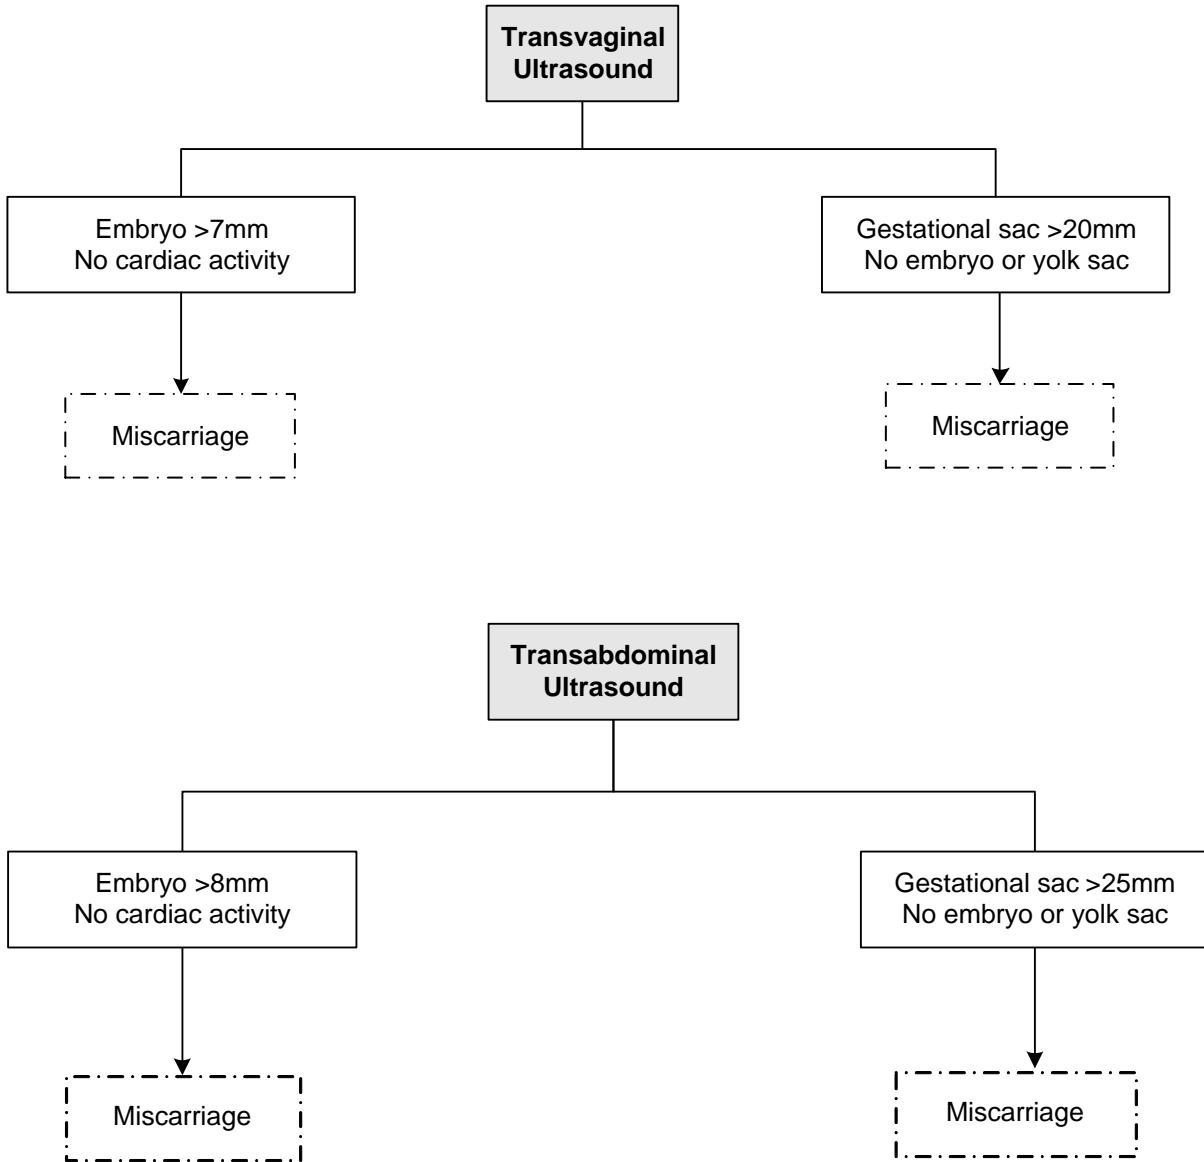 Transvaginal
Ultrasound
Embryo >7mm
No cardiac activity
Gestational sac >20mm
No embryo or yolk sac
Miscarriage
Miscarriage
Transabdominal
Ultrasound
Embryo >8mm
No cardiac activity
Gestational sac >25mm
No embryo or yolk sac
Miscarriage
Miscarriage